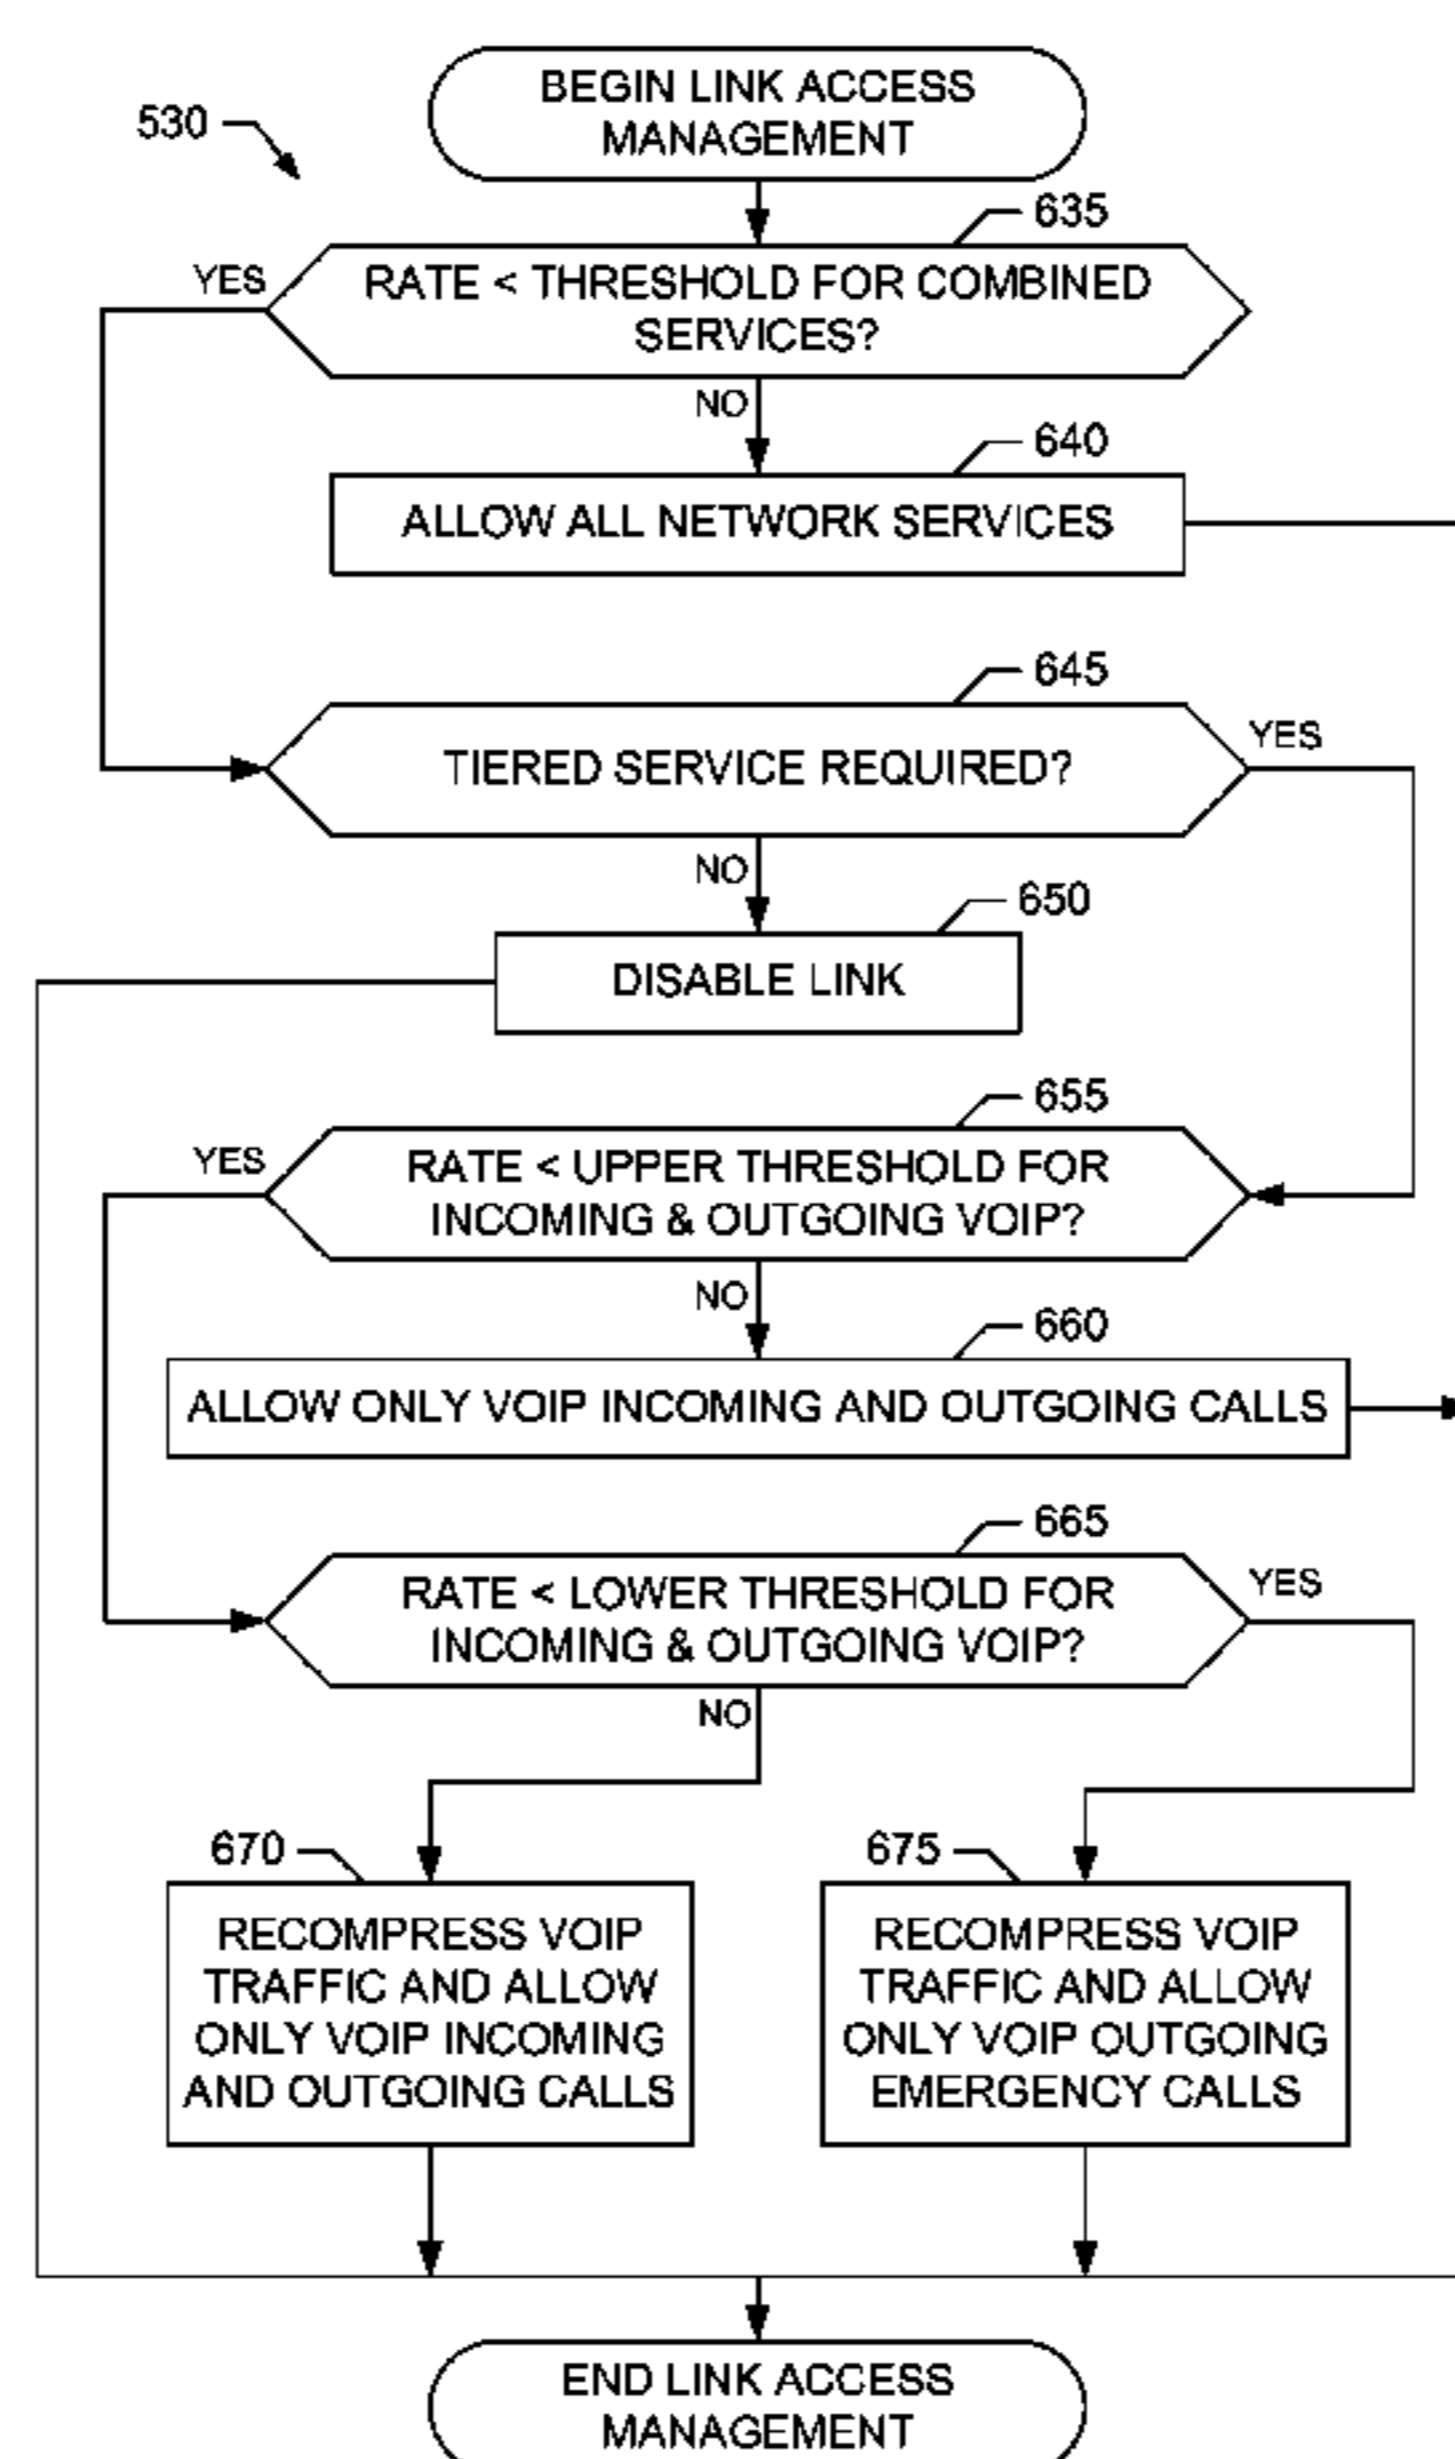 BEGIN LINK ACCESS
MANAGEMENT
530
635
YES
RATE < THRESHOLD FOR COMBINED
SERVICES?
NO
640
ALLOW ALL NETWORK SERVICES
645
TIERED SERVICE REQUIRED?
YES
NO
650
DISABLE LINK
655
YES
RATE < UPPER THRESHOLD FOR
INCOMING & OUTGOING VOIP?
NO
660
ALLOW ONLY VOIP INCOMING AND OUTGOING CALLS
665
RATE < LOWER THRESHOLD FOR
INCOMING & OUTGOING VOIP?
YES
NO
670
RECOMPRESS VOIP
TRAFFIC AND ALLOW
ONLY VOIP INCOMING
AND OUTGOING CALLS
675
RECOMPRESS VOIP
TRAFFIC AND ALLOW
ONLY VOIP OUTGOING
EMERGENCY CALLS
END LINK ACCESS
MANAGEMENT